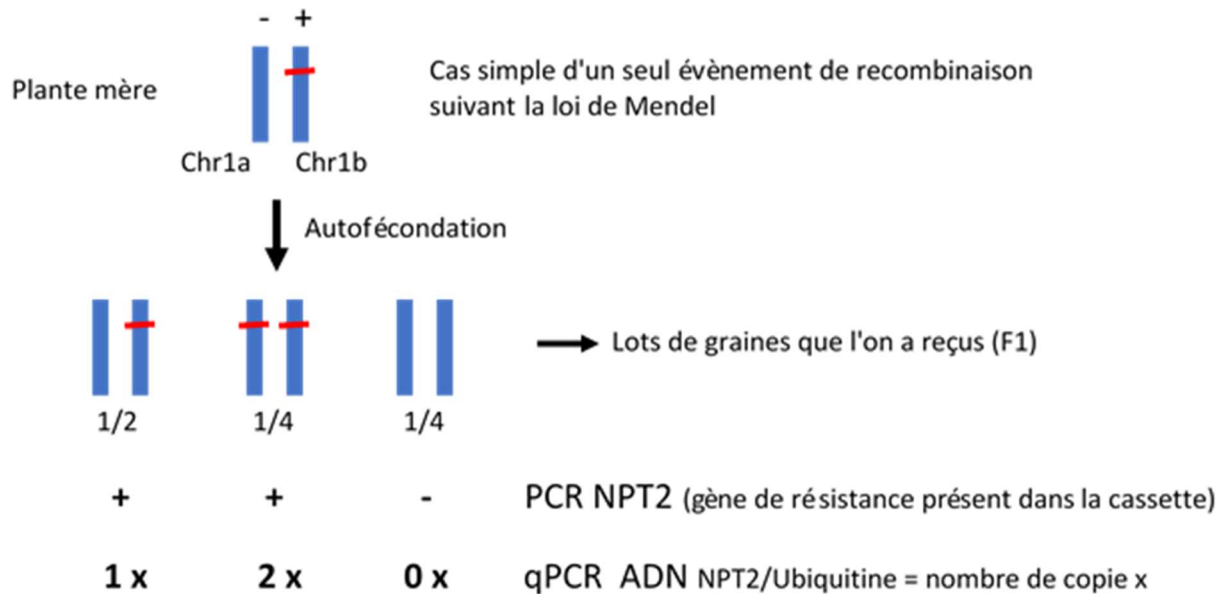 - +
Plante mère
Cas simple d'un seul évènement de recombinaison
suivant la loi de Mendel
Chr1a Chr1b
Autofécondation
Lots de graines que l'on a reçus (F1)
1/2 1/4 1/4
+ + - PCR NPT2 (gène de résistance présent dans la cassette)
1 x 2 x 0 x qPCR ADN NPT2/Ubiquitine = nombre de copie x